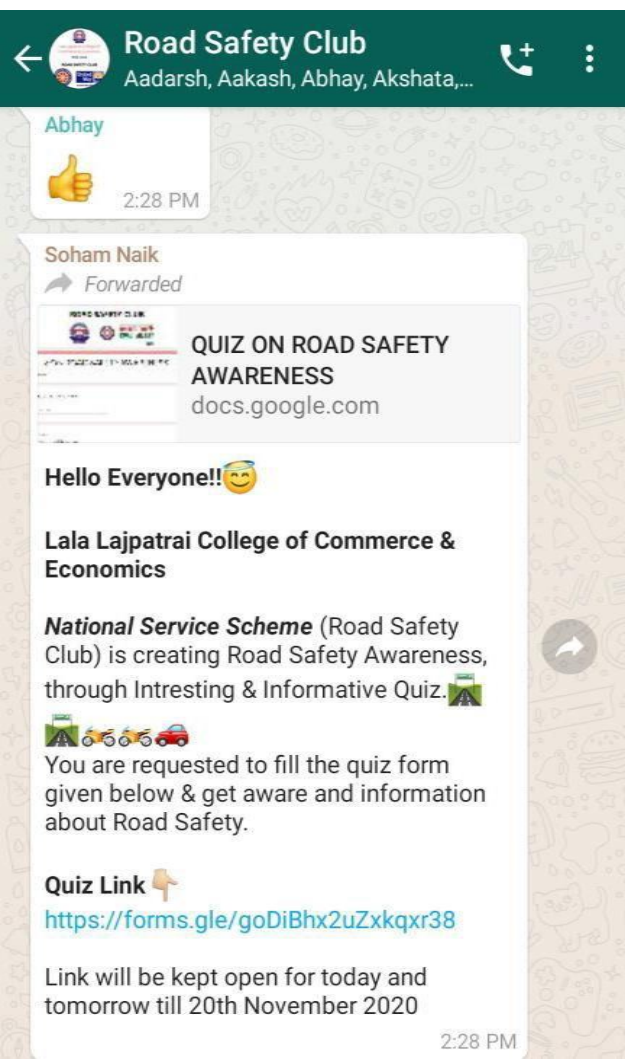 Road Safety Club
Aadarsh, Aakash, Abhay, Akshata,...
Abhay
👍
2:28 PM
Soham Naik
Forwarded
ROAD SAFETY CLUB
QUIZ ON ROAD SAFETY
AWARENESS
docs.google.com
Hello Everyone!!😇
Lala Lajpatrai College of Commerce &
Economics
National Service Scheme (Road Safety
Club) is creating Road Safety Awareness,
through Intresting & Informative Quiz.🛣️
🛣️🏍️🏍️🚗
You are requested to fill the quiz form
given below & get aware and information
about Road Safety.
Quiz Link 👇🏻
https://forms.gle/goDiBhx2uZxkqxr38
Link will be kept open for today and
tomorrow till 20th November 2020
2:28 PM